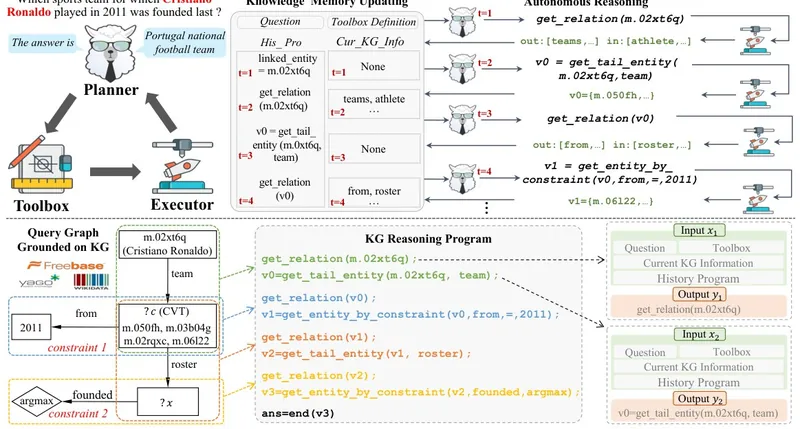 Which sports team for which Cristiano
Ronaldo played in 2011 was founded last ?
The answer is
Portugal national
football team
Planner
Toolbox
Executor
Knowledge Memory Updating
Question
Toolbox Definition
His_ Pro
Cur_KG_Info
linked_entity
= m.02xt6q
t=1
None
t=1
get_relation
(m.02xt6q)
t=2
teams, athlete
...
t=2
v0 = get_tail_
entity (m.0xt6q,
team)
t=3
None
t=3
get_relation
(v0)
t=4
from, roster
...
t=4
Autonomous Reasoning
t=1
get_relation(m.02xt6q)
out:[teams,…] in:[athlete,…]
t=2
v0 = get_tail_entity(
m.02xt6q,team)
v0={m.050fh,…}
t=3
get_relation(v0)
out:[from,…] in:[roster,…]
t=4
v1 = get_entity_by_
constraint(v0,from,=,2011)
v1={m.06l22,…}
Query Graph
Grounded on KG
Freebase
yago
WIKIDATA
m.02xt6q
(Cristiano Ronaldo)
team
from
2011
? c (CVT)
m.050fh, m.03b04g
m.02rqxc, m.06l22
constraint 1
roster
argmax
founded
? x
constraint 2
KG Reasoning Program
get_relation(m.02xt6q);
v0=get_tail_entity(m.02xt6q, team);
get_relation(v0);
v1=get_entity_by_constraint(v0,from,=,2011);
get_relation(v1);
v2=get_tail_entity(v1, roster);
get_relation(v2);
v3=get_entity_by_constraint(v2,founded,argmax);
ans=end(v3)
Input x1
Question
Toolbox
Current KG Information
History Program
Output y1
get_relation(m.02xt6q)
Input x2
Question
Toolbox
Current KG Information
History Program
Output y2
v0=get_tail_entity(m.02xt6q, team)